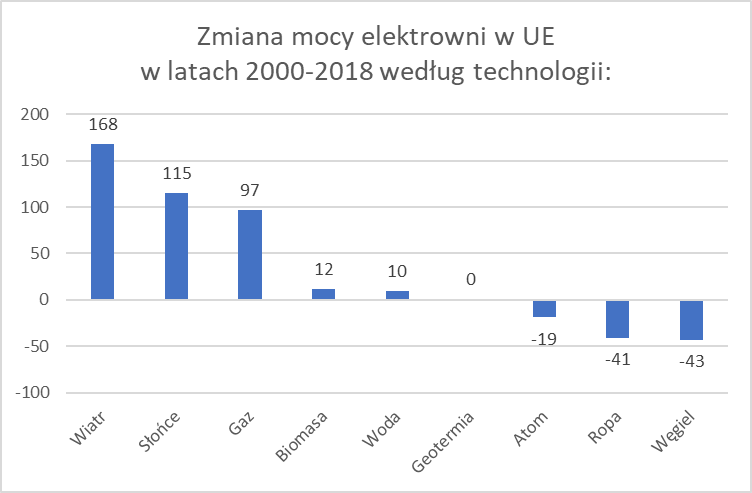 Zmiana mocy elektrowni w UE
w latach 2000-2018 według technologii:
200
150
100
50
0
-50
-100
168
115
97
12
10
0
-19
-41
-43
Wiatr
Słońce
Gaz
Biomasa
Woda
Geotermia
Atom
Ropa
Węgiel